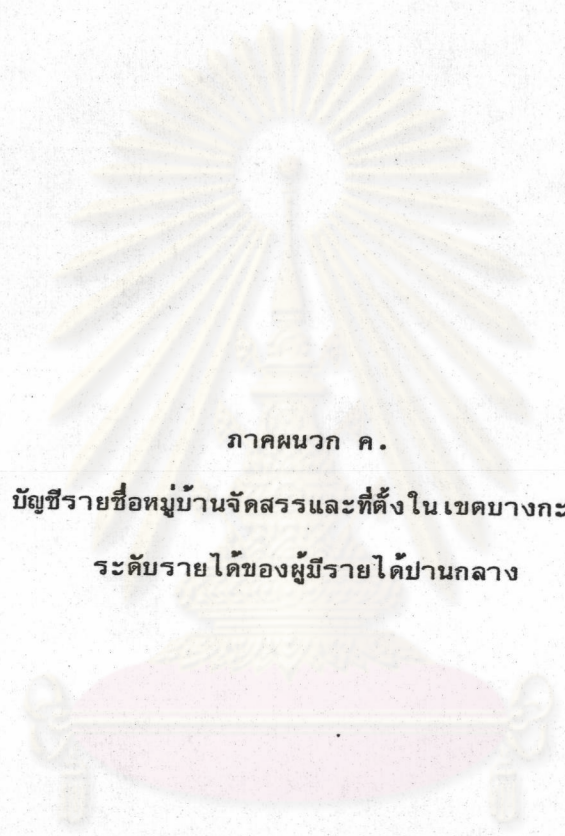 ภาคผนวก ค.
บัญชีรายชื่อหมู่บ้านจัดสรรและที่ตั้งในเขตบางกะ
ระดับรายได้ของผู้มีรายได้ปานกลาง